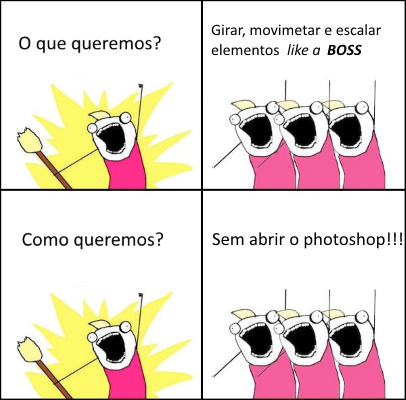 O que queremos?
Girar, movimetar e escalar
elementos like a BOSS
Como queremos?
Sem abrir o photoshop!!!